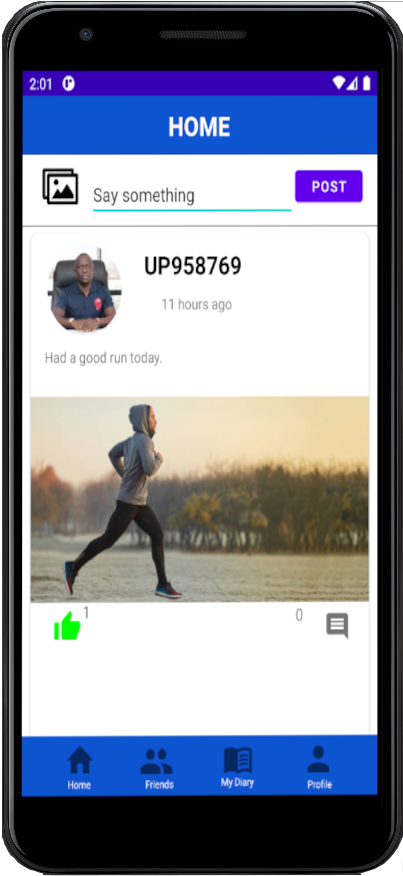 2:01
HOME
Say something
POST
UP958769
11 hours ago
Had a good run today.
1
0
Home
Friends
My Diary
Profile